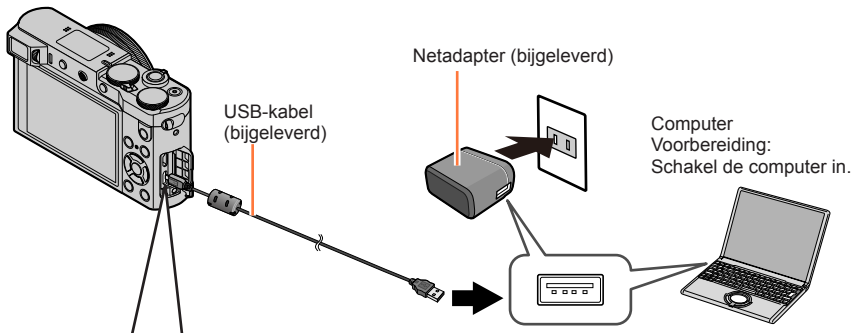 Netadapter (bijgeleverd)
USB-kabel
(bijgeleverd)
Computer
Voorbereiding:
Schakel de computer in.